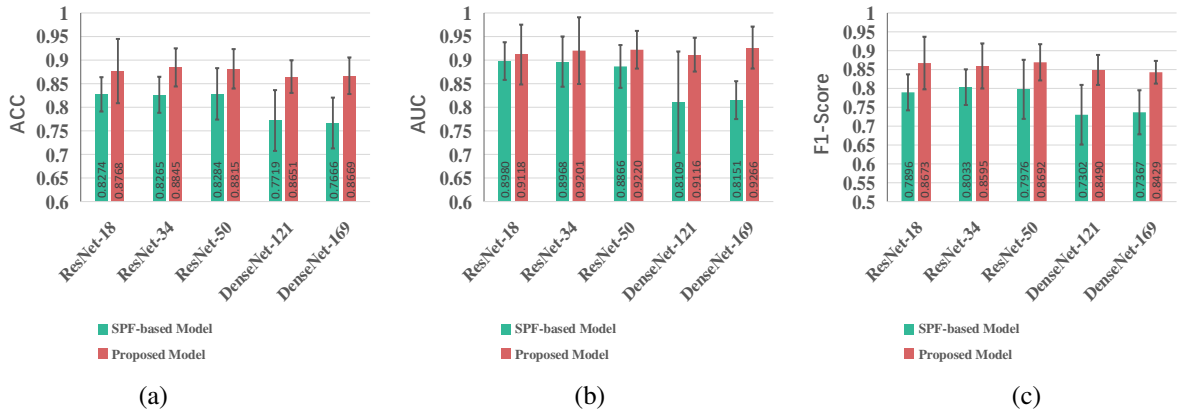 ACC
1
0.95
0.9
0.85
0.8
0.75
0.7
0.65
0.6
0.8274
0.8768
0.8265
0.8845
0.8284
0.8815
0.7719
0.8651
0.7666
0.8669
ResNet-18
ResNet-34
ResNet-50
DenseNet-121
DenseNet-169
SPF-based Model
Proposed Model
(a)
AUC
1
0.95
0.9
0.85
0.8
0.75
0.7
0.65
0.6
0.8980
0.9118
0.8968
0.9201
0.8866
0.9220
0.8109
0.9116
0.8151
0.9266
ResNet-18
ResNet-34
ResNet-50
DenseNet-121
DenseNet-169
SPF-based Model
Proposed Model
(b)
F1-Score
1
0.95
0.9
0.85
0.8
0.75
0.7
0.65
0.6
0.55
0.5
0.7896
0.8673
0.8033
0.8595
0.7976
0.8692
0.7302
0.8490
0.7367
0.8429
ResNet-18
ResNet-34
ResNet-50
DenseNet-121
DenseNet-169
SPF-based Model
Proposed Model
(c)